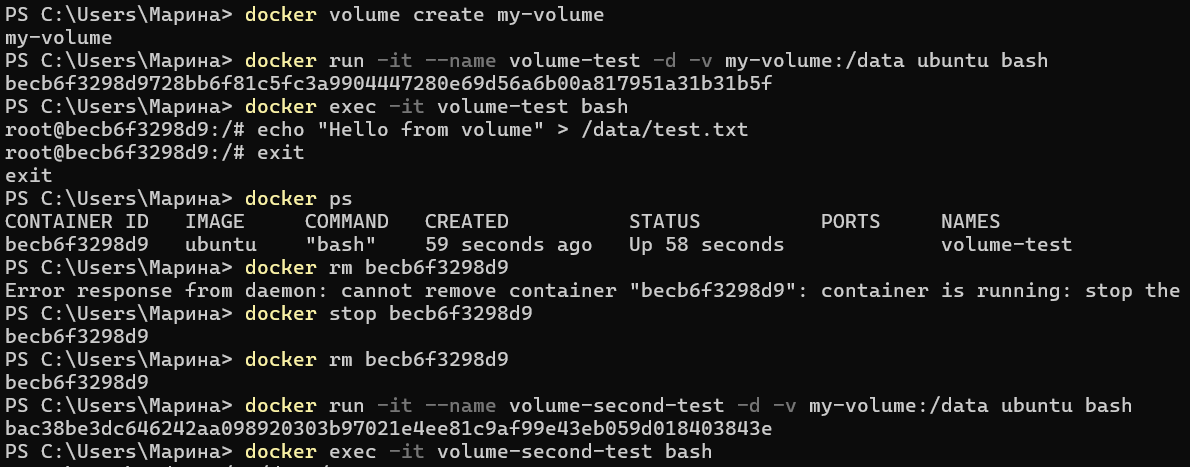 PS C:\Users\Марина> docker volume create my-volume
my-volume
PS C:\Users\Марина> docker run -it --name volume-test -d -v my-volume:/data ubuntu bash
becb6f3298d9728bb6f81c5fc3a9904447280e69d56a6b00a817951a31b31b5f
PS C:\Users\Марина> docker exec -it volume-test bash
root@becb6f3298d9:/# echo "Hello from volume" > /data/test.txt
root@becb6f3298d9:/# exit
exit
PS C:\Users\Марина> docker ps
CONTAINER ID   IMAGE     COMMAND   CREATED          STATUS          PORTS     NAMES
becb6f3298d9   ubuntu    "bash"    59 seconds ago   Up 58 seconds             volume-test
PS C:\Users\Марина> docker rm becb6f3298d9
Error response from daemon: cannot remove container "becb6f3298d9": container is running: stop the
PS C:\Users\Марина> docker stop becb6f3298d9
becb6f3298d9
PS C:\Users\Марина> docker rm becb6f3298d9
becb6f3298d9
PS C:\Users\Марина> docker run -it --name volume-second-test -d -v my-volume:/data ubuntu bash
bac38be3dc646242aa098920303b97021e4ee81c9af99e43eb059d018403843e
PS C:\Users\Марина> docker exec -it volume-second-test bash